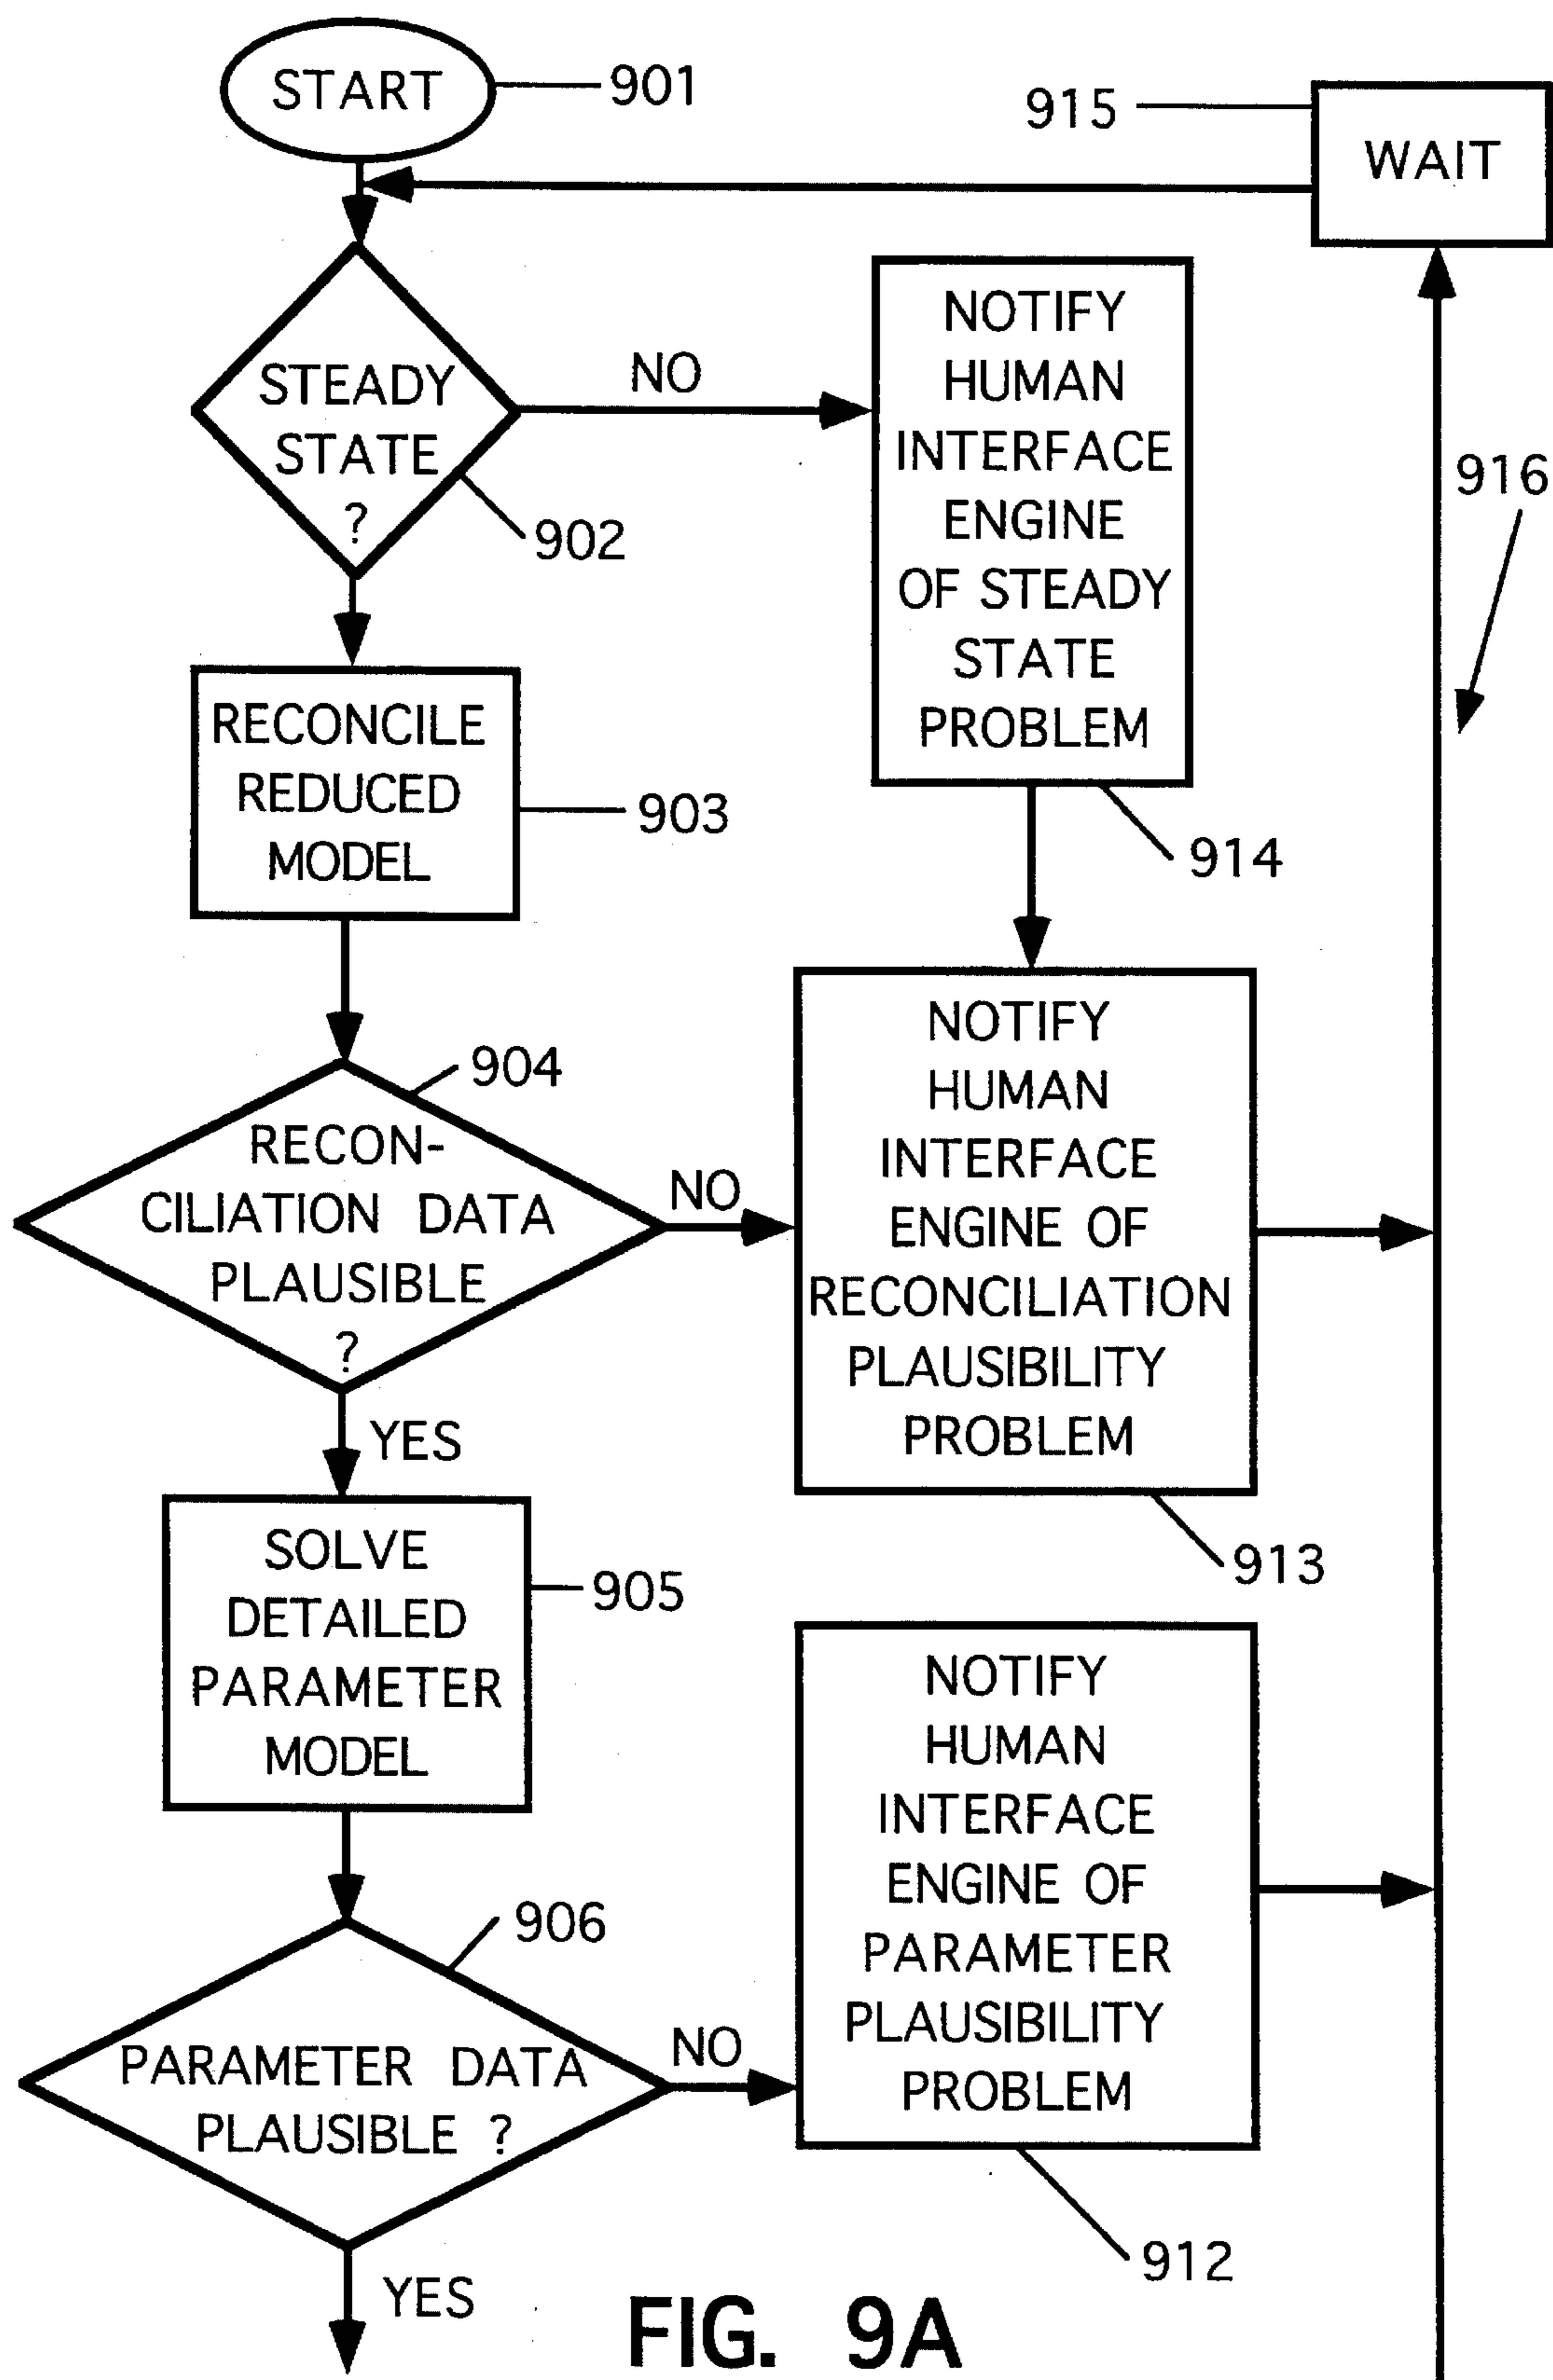 START
901
915
WAIT
STEADY
STATE
?
902
NO
NOTIFY
HUMAN
INTERFACE
ENGINE
OF STEADY
STATE
PROBLEM
914
916
RECONCILE
REDUCED
MODEL
903
904
RECON-
CILIATION DATA
PLAUSIBLE
?
NO
YES
NOTIFY
HUMAN
INTERFACE
ENGINE OF
RECONCILIATION
PLAUSIBILITY
PROBLEM
913
SOLVE
DETAILED
PARAMETER
MODEL
905
906
PARAMETER DATA
PLAUSIBLE ?
NO
YES
NOTIFY
HUMAN
INTERFACE
ENGINE OF
PARAMETER
PLAUSIBILITY
PROBLEM
912
FIG. 9A